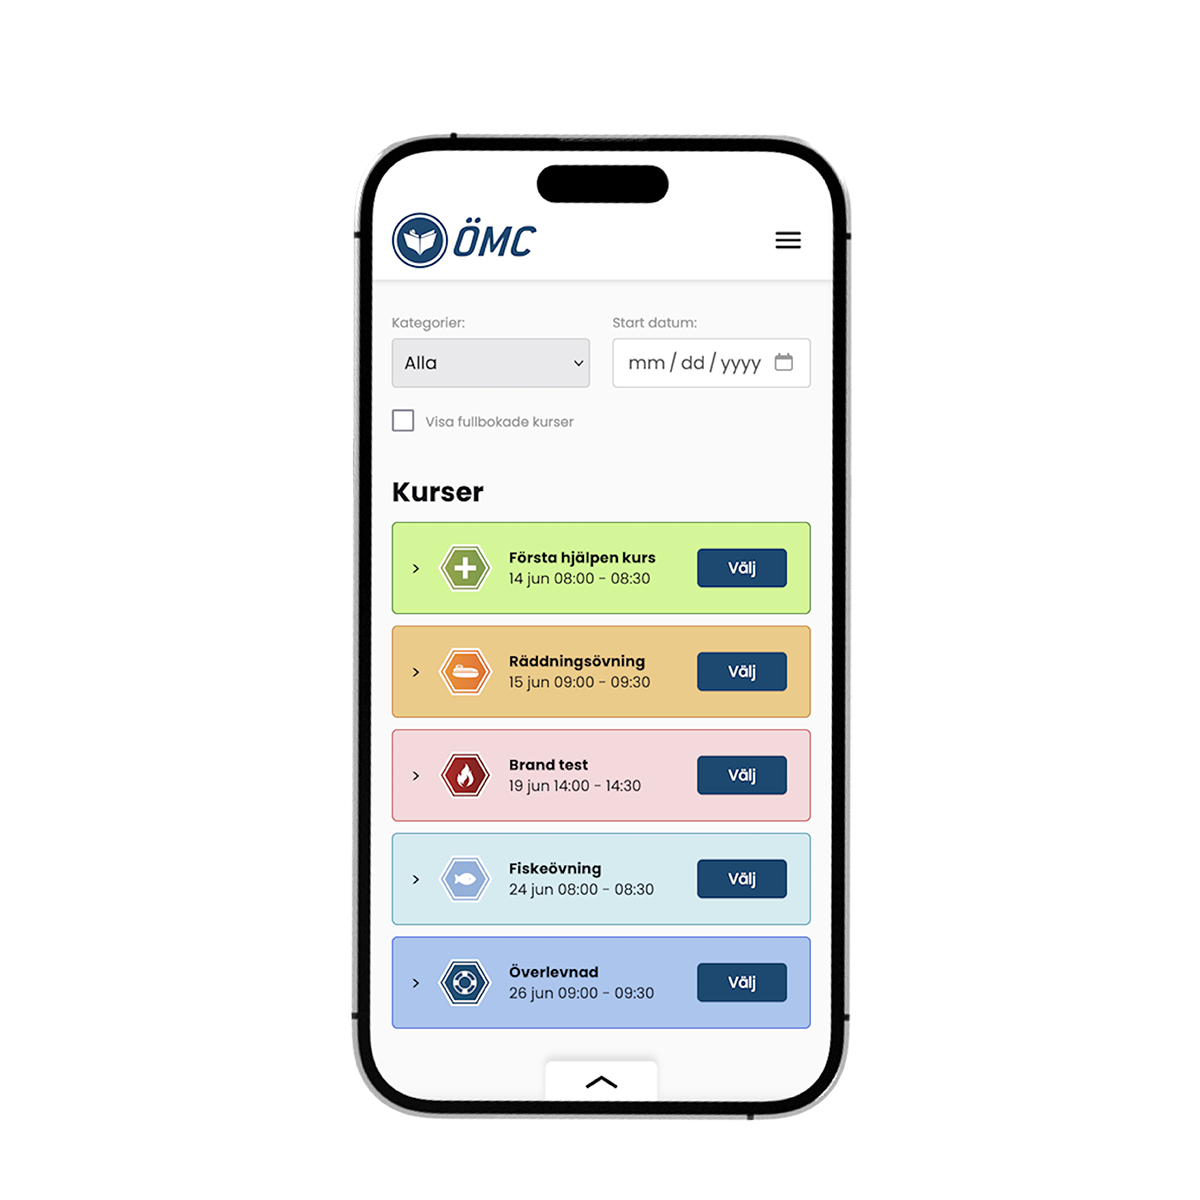 ÖMC
Kategorier:
Start datum:
Alla
mm / dd / yyyy
Visa fullbokade kurser
Kurser
Första hjälpen kurs
14 jun 08:00 - 08:30
Välj
Räddningsövning
15 jun 09:00 - 09:30
Välj
Brand test
19 jun 14:00 - 14:30
Välj
Fiskeövning
24 jun 08:00 - 08:30
Välj
Överlevnad
26 jun 09:00 - 09:30
Välj